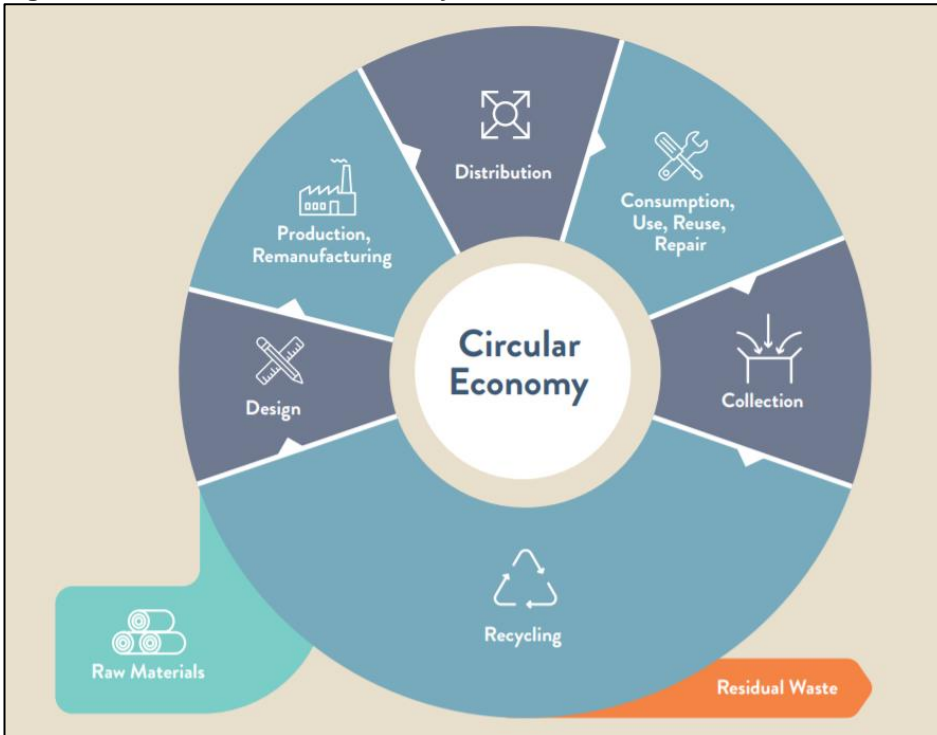 Distribution
Consumption,
Use, Reuse,
Repair
Production,
Remanufacturing
Circular
Economy
Design
Collection
Recycling
Raw Materials
Residual Waste